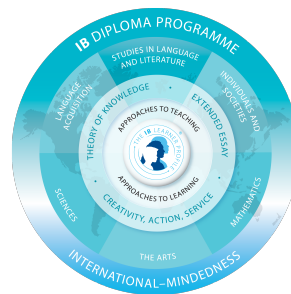 IB DIPLOMA PROGRAMME
STUDIES IN LANGUAGE
AND LITERATURE
LANGUAGE
ACQUISITION
INDIVIDUALS AND
SOCIETIES
THEORY OF KNOWLEDGE
EXTENDED ESSAY
APPROACHES TO TEACHING
THE IB LEARNER PROFILE
APPROACHES TO LEARNING
CREATIVITY, ACTION, SERVICE
SCIENCES
MATHEMATICS
THE ARTS
INTERNATIONAL-MINDEDNESS